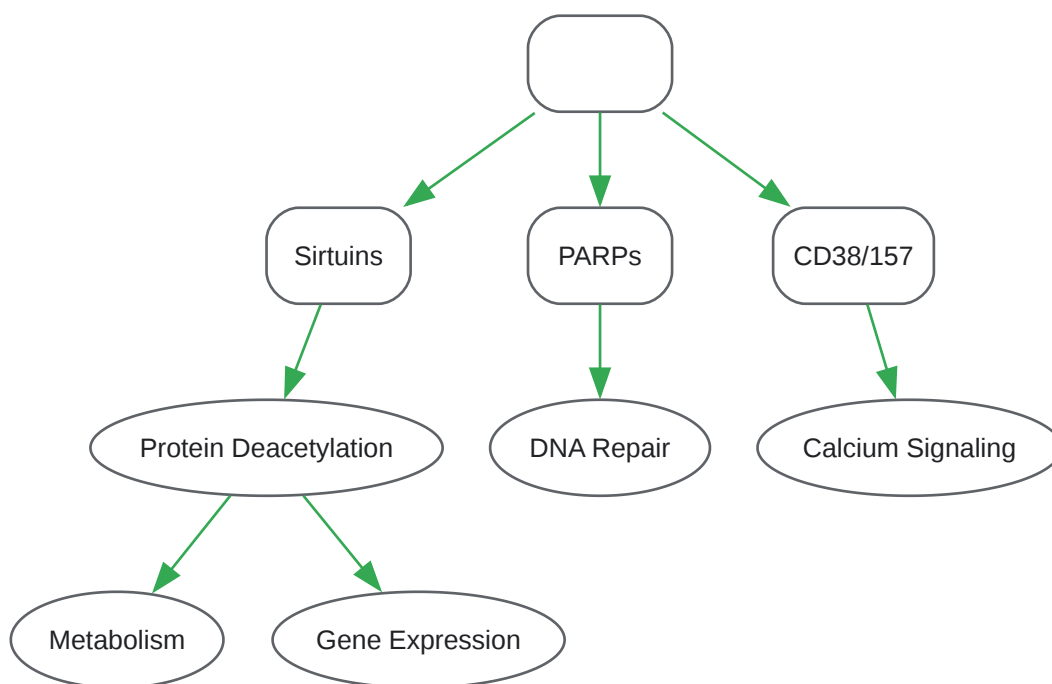 Sirtuins
PARPs
CD38/157
Protein Deacetylation
DNA Repair
Calcium Signaling
Metabolism
Gene Expression